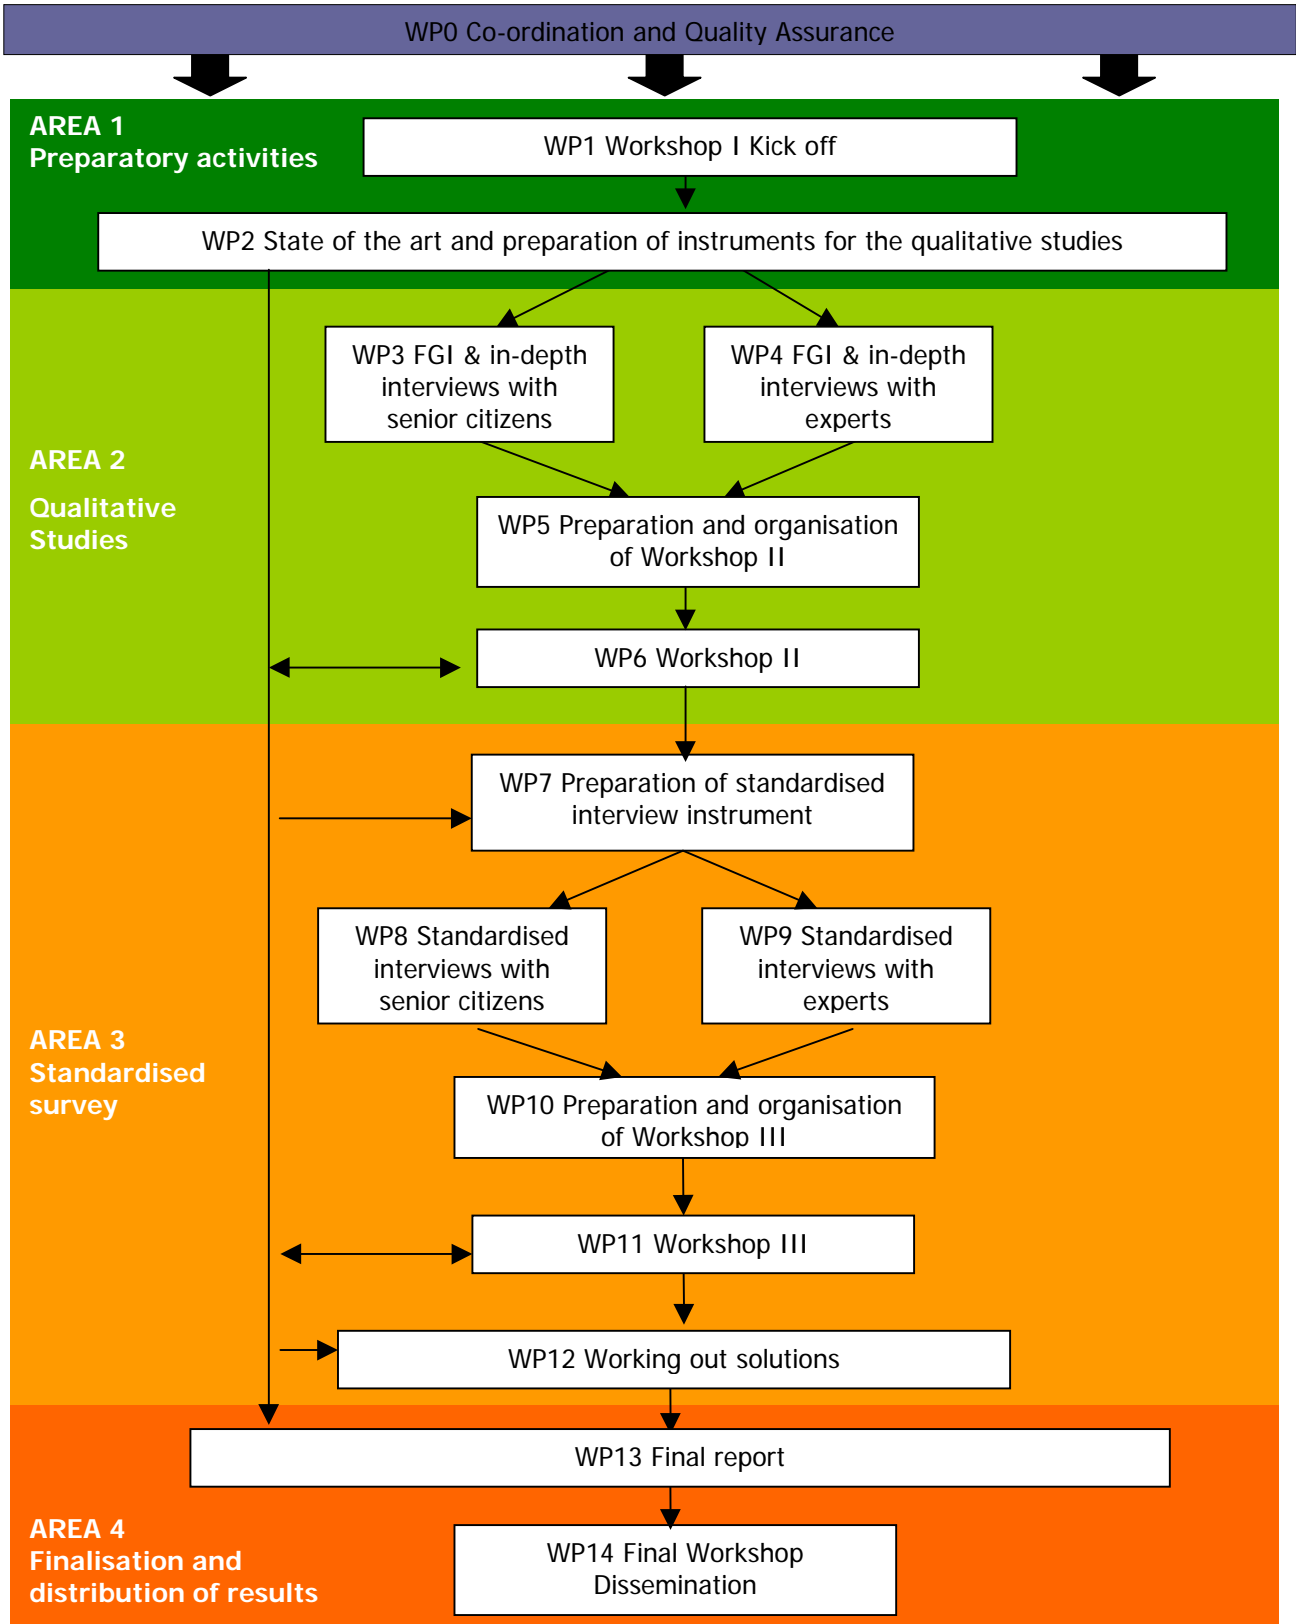 WP0 Co-ordination and Quality Assurance
AREA 1
Preparatory activities
WP1 Workshop I Kick off
WP2 State of the art and preparation of instruments for the qualitative studies
WP3 FGI & in-depth
interviews with
senior citizens
WP4 FGI & in-depth
interviews with
experts
AREA 2
Qualitative
Studies
WP5 Preparation and organisation
of Workshop II
WP6 Workshop II
WP7 Preparation of standardised
interview instrument
WP8 Standardised
interviews with
senior citizens
WP9 Standardised
interviews with
experts
AREA 3
Standardised
survey
WP10 Preparation and organisation
of Workshop III
WP11 Workshop III
WP12 Working out solutions
WP13 Final report
AREA 4
Finalisation and
distribution of results
WP14 Final Workshop
Dissemination